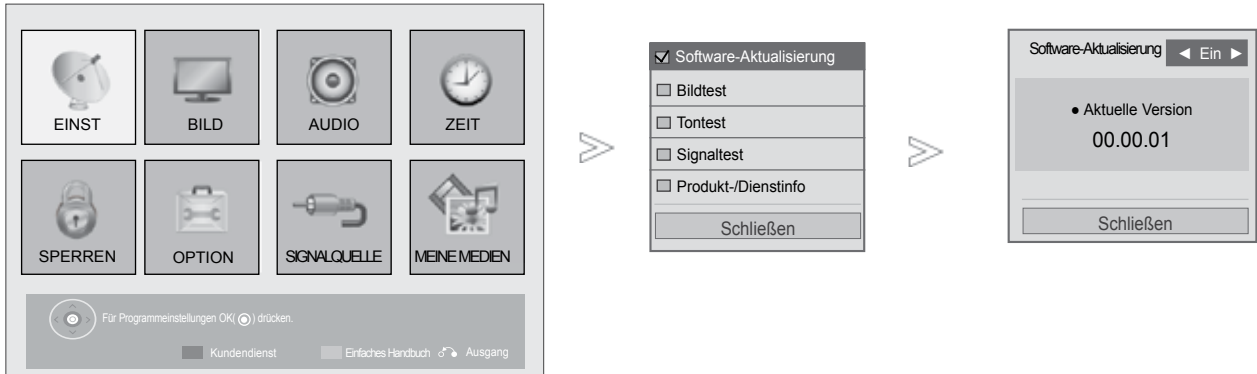 EINST
BILD
AUDIO
ZEIT
SPERREN
OPTION
SIGNALQUELLE
MEINE MEDIEN
Für Programmeinstellungen OK( ) drücken.
Kundendienst
Einfaches Handbuch
Ausgang
Software-Aktualisierung
Bildtest
Tontest
Signaltest
Produkt-/Dienstinfo
Schließen
Software-Aktualisierung ◄ Ein ►
● Aktuelle Version
00.00.01
Schließen